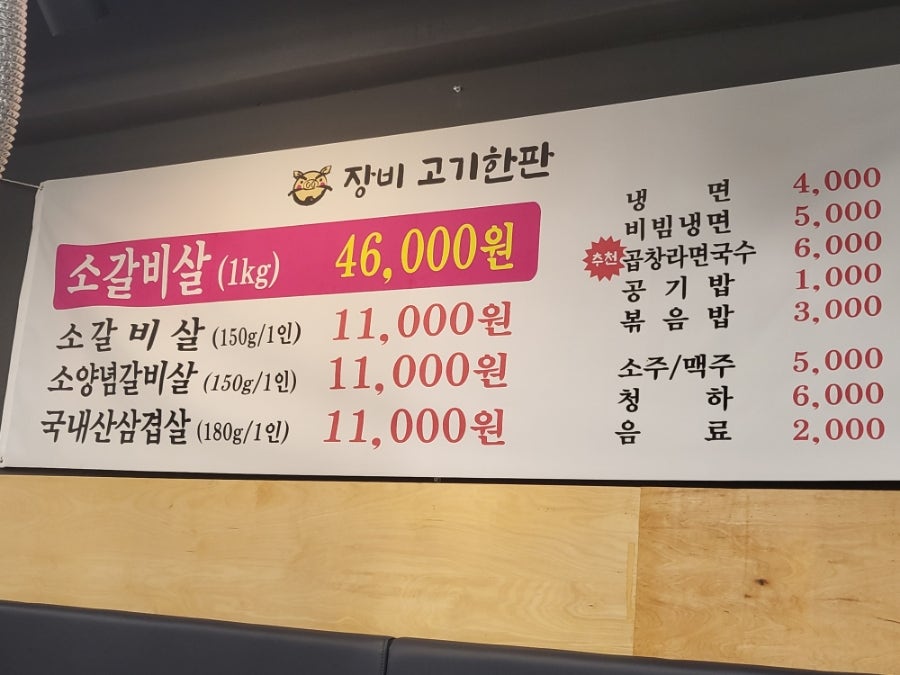 장비 고기한판
소갈비살 (1kg) 46,000원
소 갈 비 살 (150g/1인) 11,000원
소양념갈비살 (150g/1인) 11,000원
국내산삼겹살 (180g/1인) 11,000원
냉 면 4,000
비빔냉면 5,000
추천 곱창라면국수 6,000
공 기 밥 1,000
볶 음 밥 3,000
소주/맥주 5,000
청 하 6,000
음 료 2,000